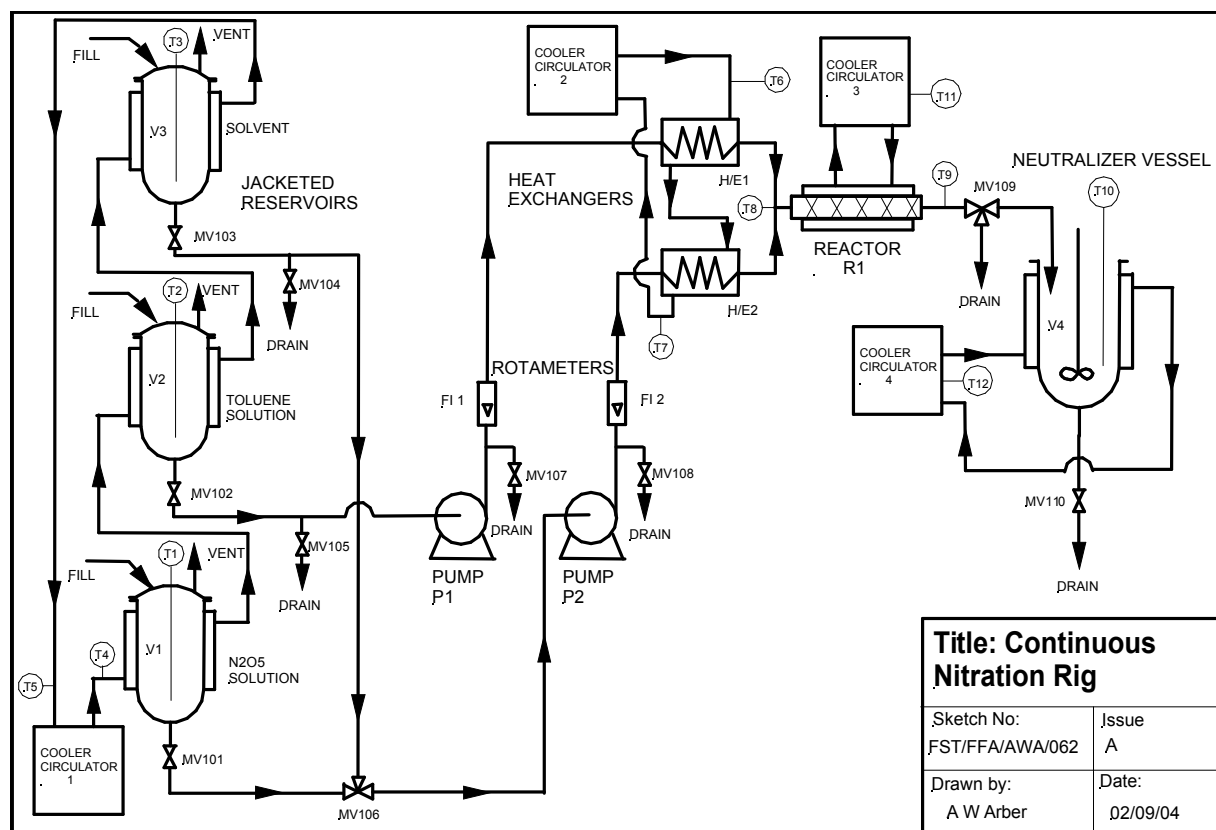 FILL
T3
VENT
V3
SOLVENT
JACKETED
RESERVOIRS
MV103
MV104
DRAIN
FILL
T2
VENT
V2
TOLUENE
SOLUTION
MV102
MV105
DRAIN
FILL
T1
VENT
V1
N2O5
SOLUTION
T4
T5
COOLER
CIRCULATOR
1
MV101
MV106
COOLER
CIRCULATOR
2
T6
HEAT
EXCHANGERS
H/E1
H/E2
T7
ROTAMETERS
FI 1
FI 2
MV107
DRAIN
MV108
DRAIN
PUMP
P1
PUMP
P2
COOLER
CIRCULATOR
3
T11
T8
REACTOR
R1
T9
MV109
DRAIN
NEUTRALIZER VESSEL
T10
V4
COOLER
CIRCULATOR
4
T12
MV110
DRAIN
Title: Continuous
Nitration Rig
Sketch No:
FST/FFA/AWA/062
Issue
A
Drawn by:
A W Arber
Date:
02/09/04